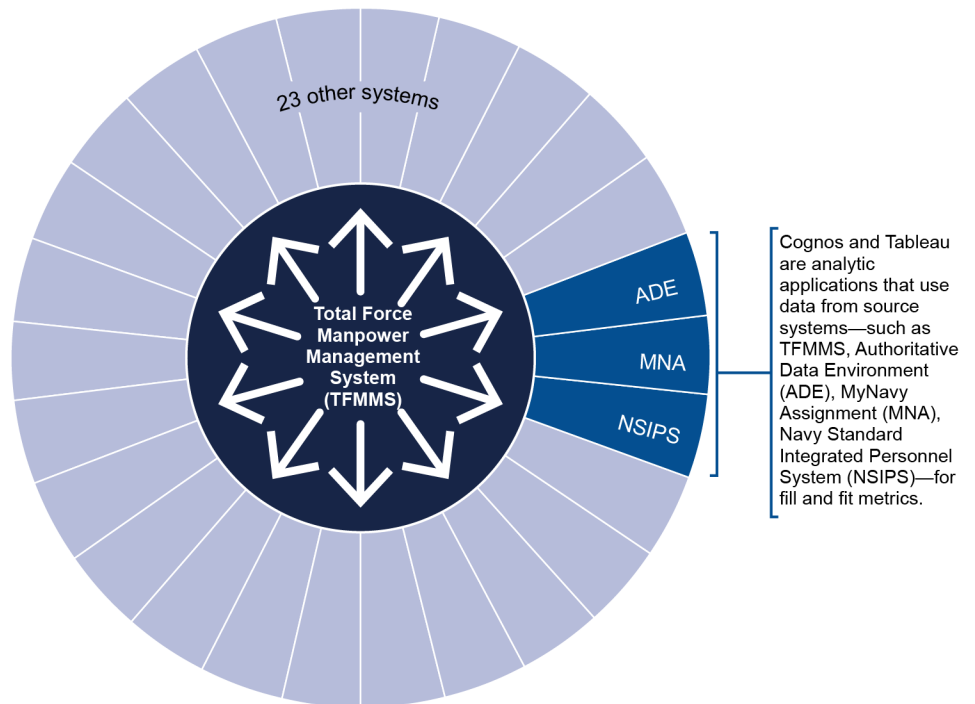 23 other systems
Total Force
Manpower
Management
System
(TFMMS)
ADE
MNA
NSIPS
Cognos and Tableau
are analytic
applications that use
data from source
systems—such as
TFMMS, Authoritative
Data Environment
(ADE), MyNavy
Assignment (MNA),
Navy Standard
Integrated Personnel
System (NSIPS)—for
fill and fit metrics.